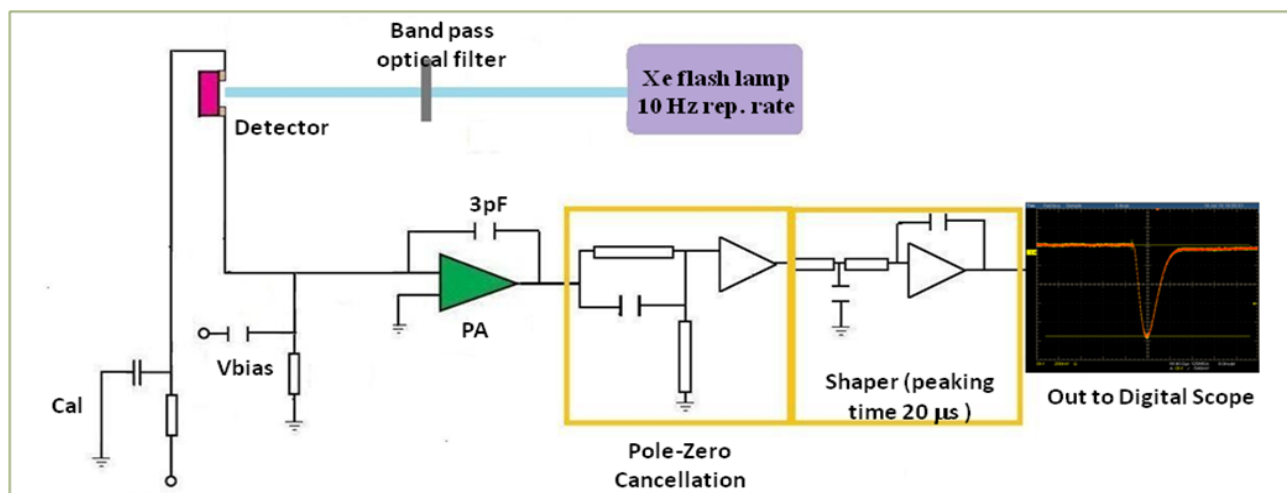 Band pass
optical filter
Xe flash lamp
10 Hz rep. rate
Detector
3pF
PA
Vbias
Cal
Shaper (peaking
time 20 μs )
Out to Digital Scope
Pole-Zero
Cancellation